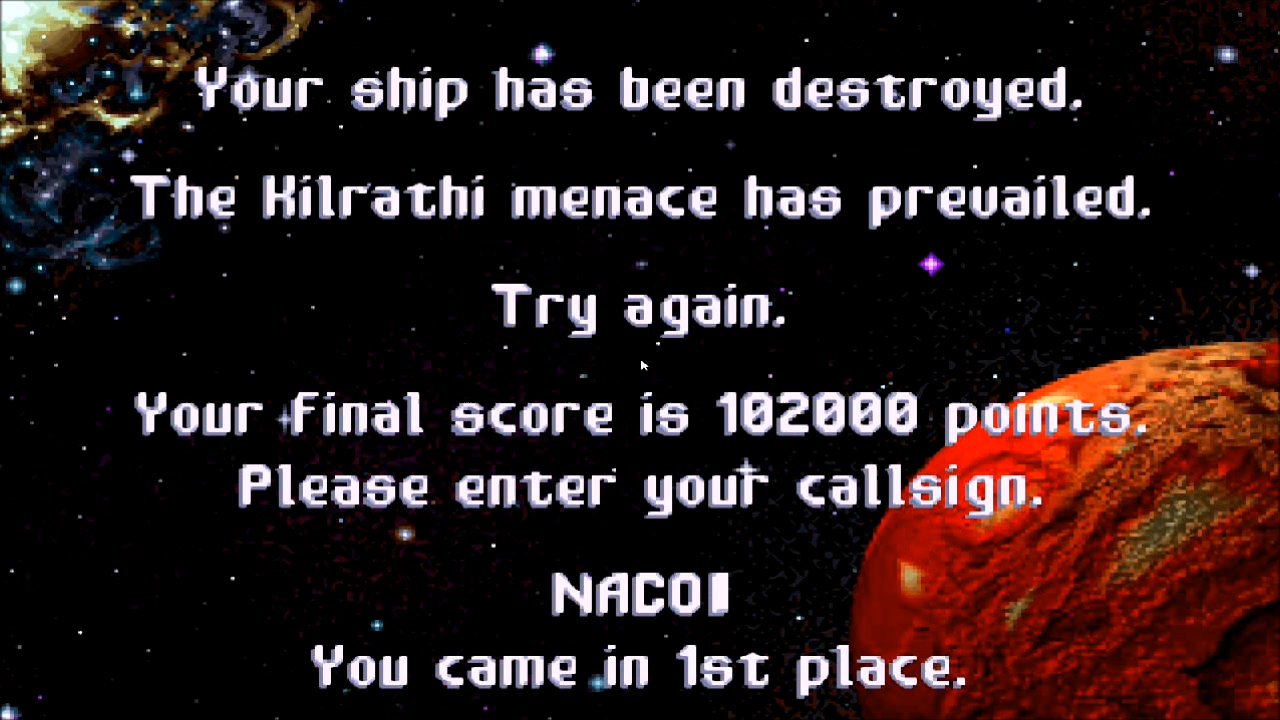 Your ship has been destroyed.
The Kilrathi menace has prevailed.
Try again.
Your final score is 102000 points.
Please enter your callsign.
NACO
You came in 1st place.